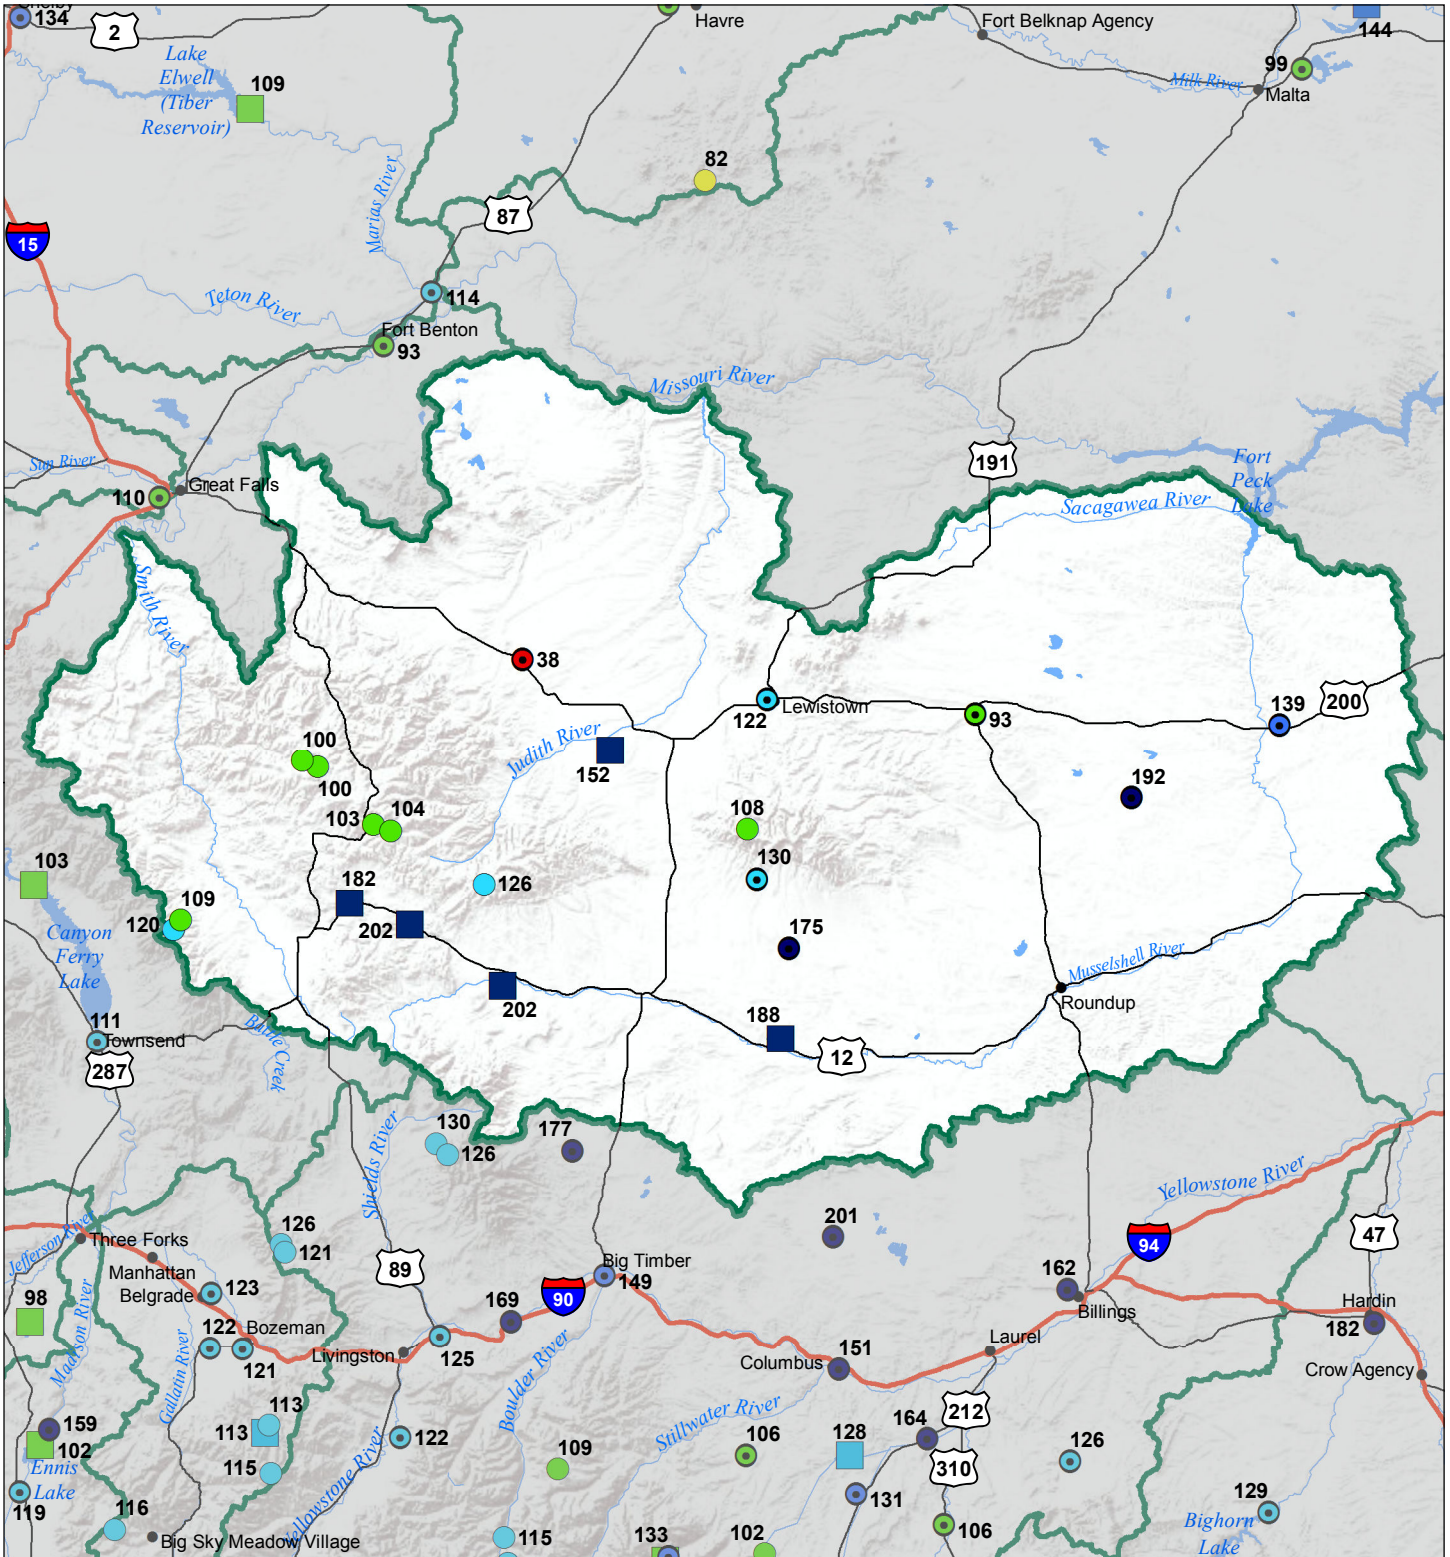 Shelby
134
2
Havre
Fort Belknap Agency
144
Lake
Elwell
(Tiber
Reservoir)
109
99
Milk River
Malta
82
Marias River
87
15
Teton River
114
Fort Benton
93
Missouri River
191
Fort
Peck
Lake
Sun River
Great Falls
110
Sacagawea River
Smith River
38
122
Lewistown
93
139
200
Judith River
152
100
100
192
103
104
108
103
182
126
130
109
120
202
175
Canyon
Ferry
Lake
Musselshell River
Roundup
202
188
12
111
Townsend
Battle Creek
287
130
126
177
Shields River
Yellowstone River
201
94
47
Jefferson River
Three Forks
126
121
Manhattan
Belgrade
123
89
Big Timber
149
90
162
Billings
Hardin
182
98
Madison River
122
Bozeman
121
169
Livingston
125
Laurel
Columbus
151
Crow Agency
Gallatin River
Boulder River
Stillwater River
113
113
159
102
Ennis
Lake
115
122
109
106
128
164
212
310
126
119
116
Yellowstone River
131
106
129
Bighorn
Lake
Big Sky Meadow Village
115
133
102